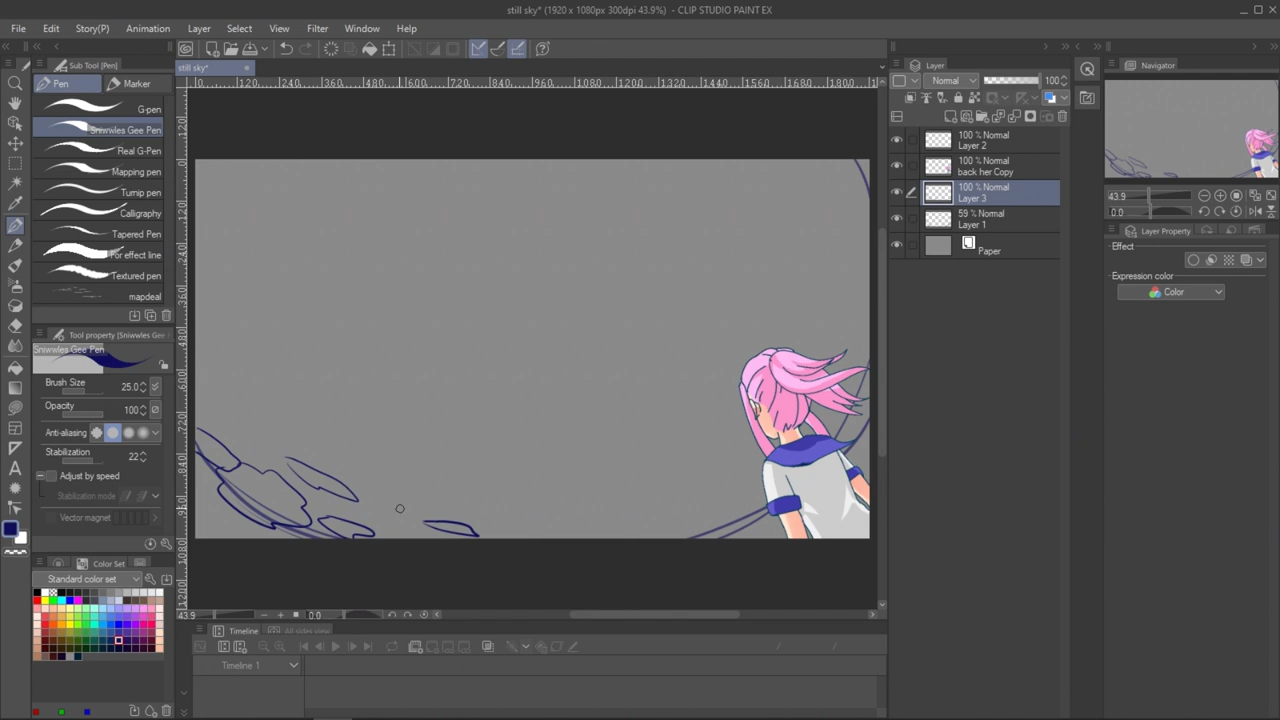 still sky* (1920 x 1080px 300dpi 43.9%) - CLIP STUDIO PAINT EX
File Edit Story(P) Animation Layer Select View Filter Window Help
Sub Tool [Pen]
still sky*
Layer
Navigator
Pen Marker
Normal 100
G-pen
Sniwwles Gee Pen
Real G-Pen
Mapping pen
Turnip pen
Calligraphy
Tapered Pen
For effect line
Textured pen
mapdeal
100 % Normal
Layer 2
100 % Normal
back her Copy
100 % Normal
Layer 3
59 % Normal
Layer 1
Paper
43.9
0.0
Layer Property
Effect
Expression color
Color
Tool property [Sniwwles Gee
Sniwwles Gee Pen
Brush Size 25.0
Opacity 100
Anti-aliasing
Stabilization 22
Adjust by speed
Stabilization mode
Vector magnet
Color Set
Standard color set
43.9 0.0
Timeline All sides view
Timeline 1